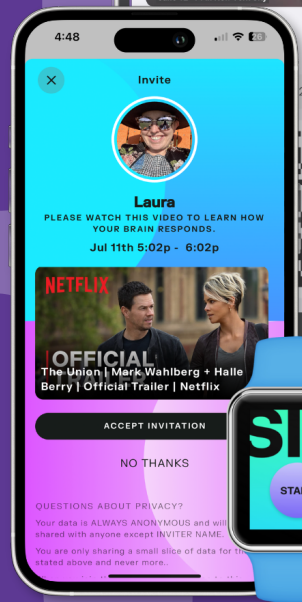 4:48
Invite
Laura
PLEASE WATCH THIS VIDEO TO LEARN HOW
YOUR BRAIN RESPONDS.
Jul 11th 5:02p - 6:02p
NETFLIX
OFFICIAL
The Union | Mark Wahlberg + Halle
Berry | Official Trailer | Netflix
ACCEPT INVITATION
NO THANKS
QUESTIONS ABOUT PRIVACY?
Your data is ALWAYS ANONYMOUS and will
shared with anyone except INVITER NAME.
You are only sharing a small slice of data for the
stated above and never more..